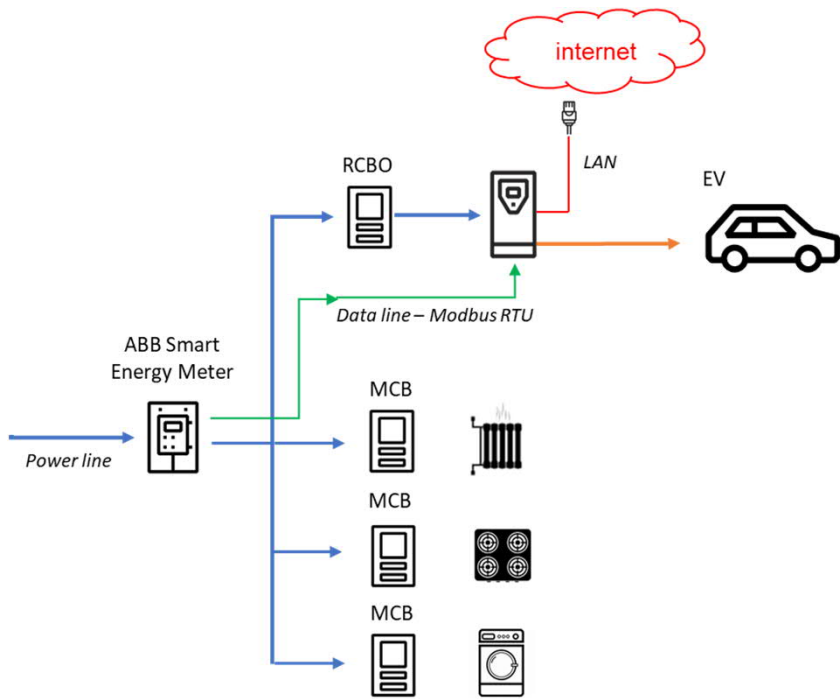 internet
LAN
RCBO
EV
Data line – Modbus RTU
ABB Smart
Energy Meter
Power line
MCB
MCB
MCB